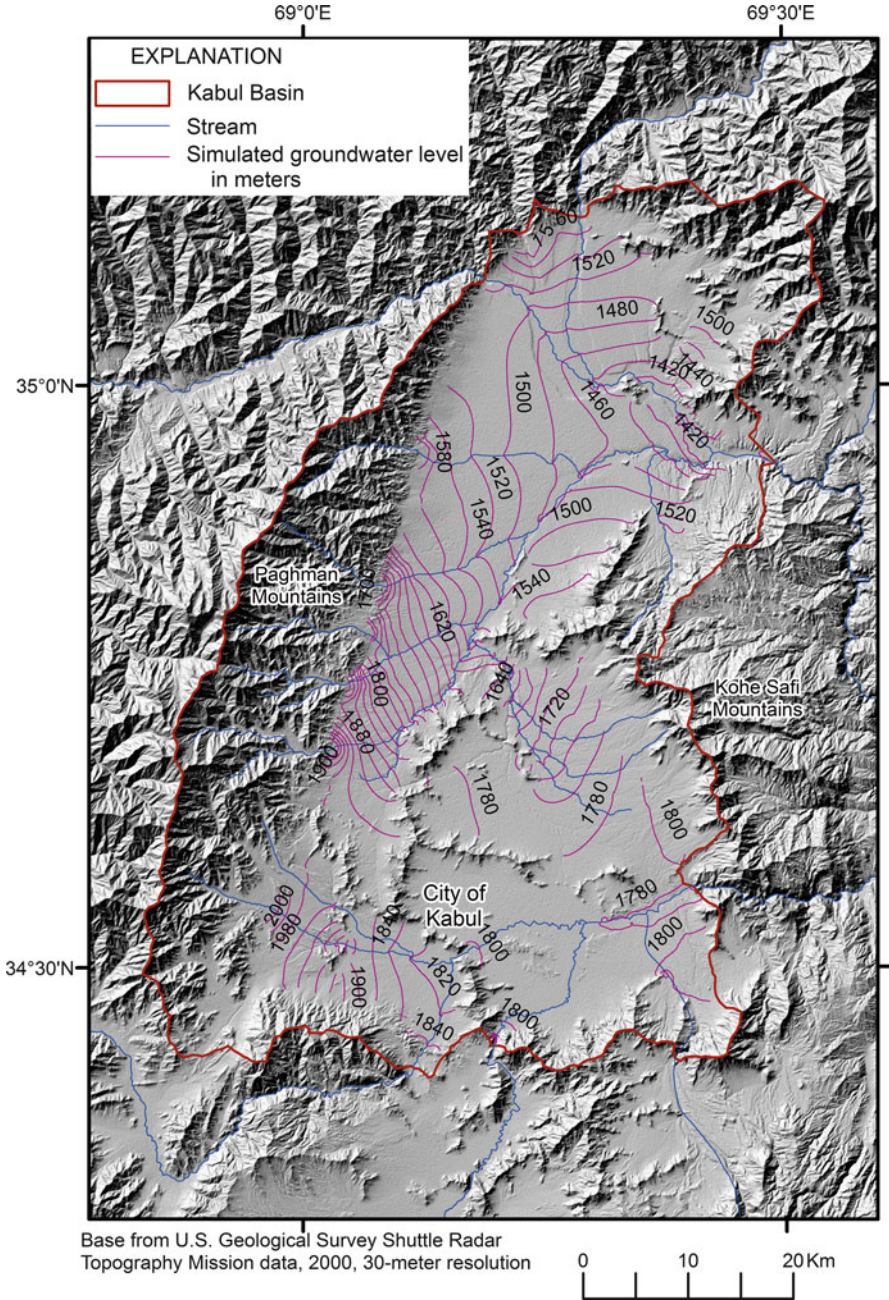 69°0'E
69°30'E
EXPLANATION
Kabul Basin
Stream
Simulated groundwater level
in meters
1560
1520
1480
1500
1420
1440
35°0'N
1500
1460
1420
1580
1520
1500
1520
1540
Paghman
Mountains
1700
1540
1620
1800
1640
1720
Kohe Safi
Mountains
1880
1900
1780
1780
1800
City of
Kabul
1780
2000
1980
1840
1800
1800
34°30'N
1820
1900
1800
1840
Base from U.S. Geological Survey Shuttle Radar
Topography Mission data, 2000, 30-meter resolution
0 10 20 Km